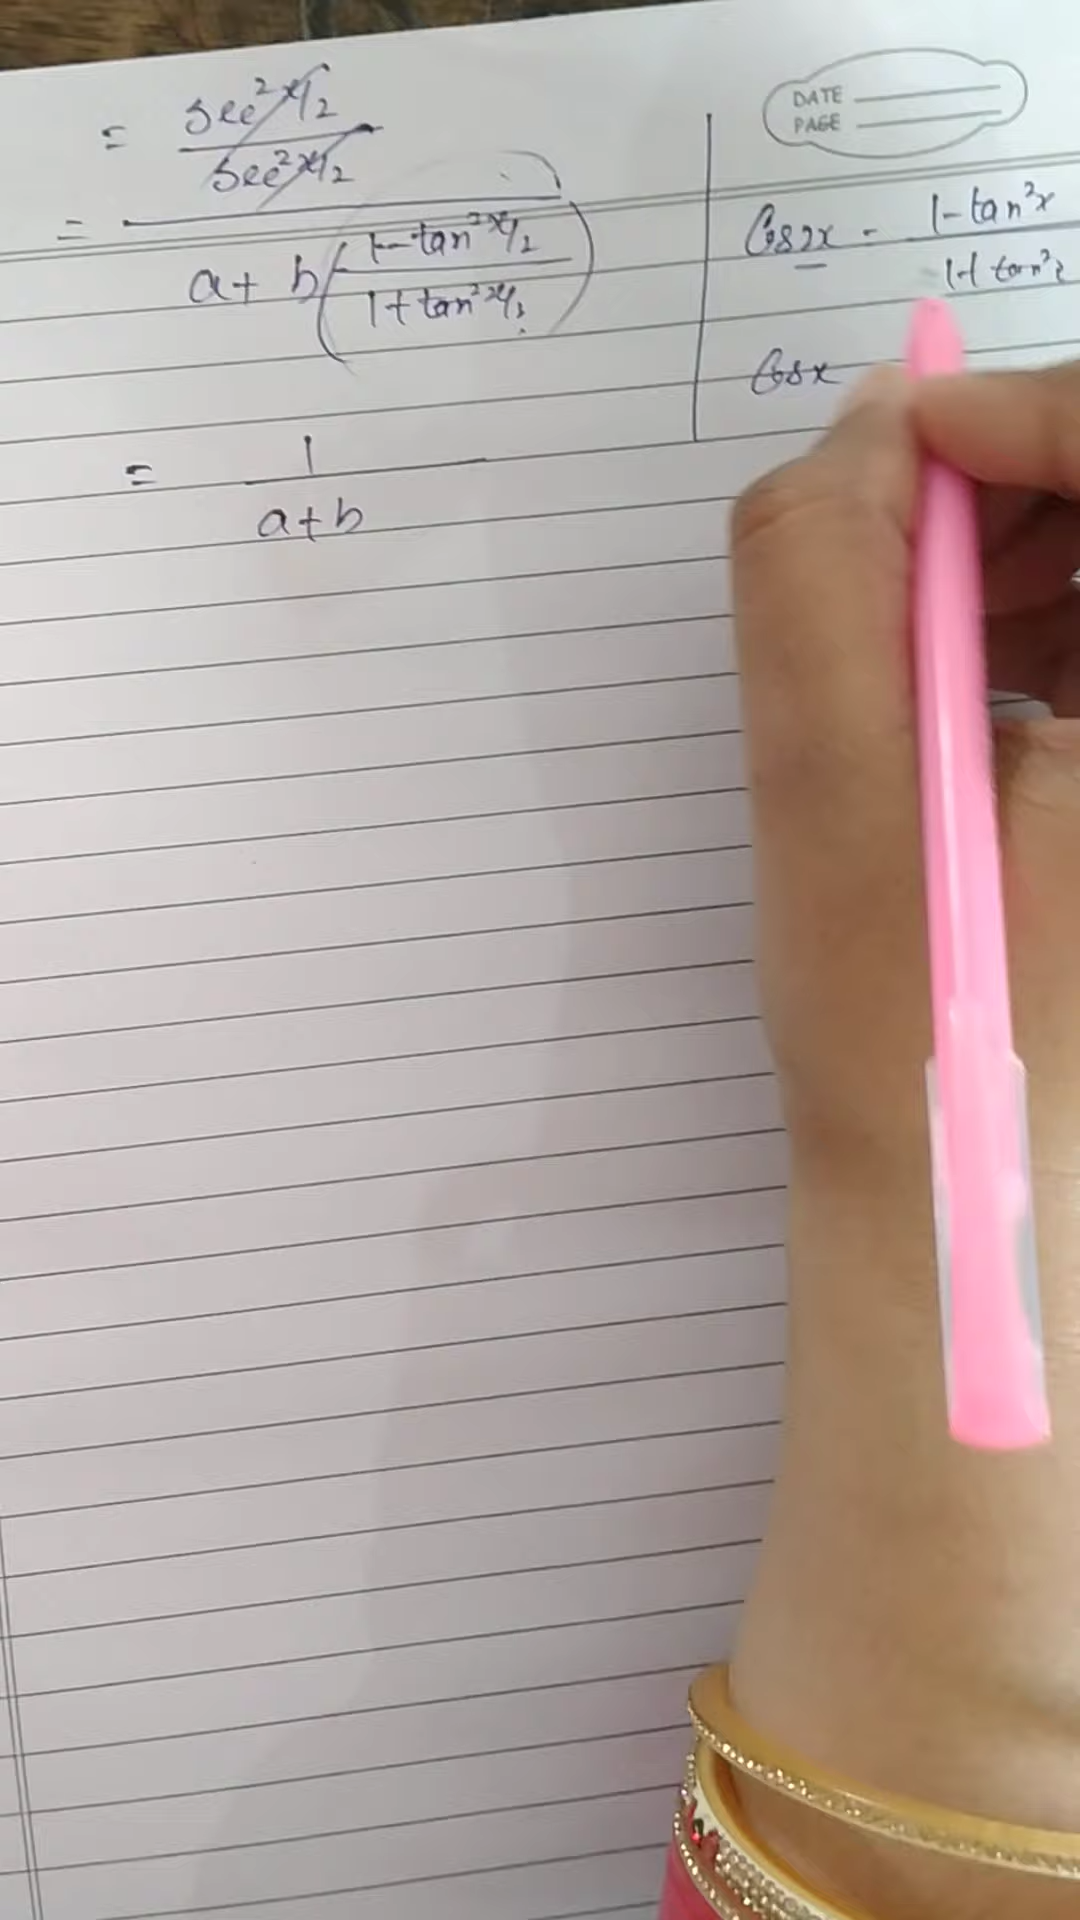 = sec²x/2
sec²x/2
=
a + b( 1-tan²x/2
1 + tan²x/2 )
= 1
a+b
DATE
PAGE
Cos2x = 1-tan²x
1+tan²x
Cosx